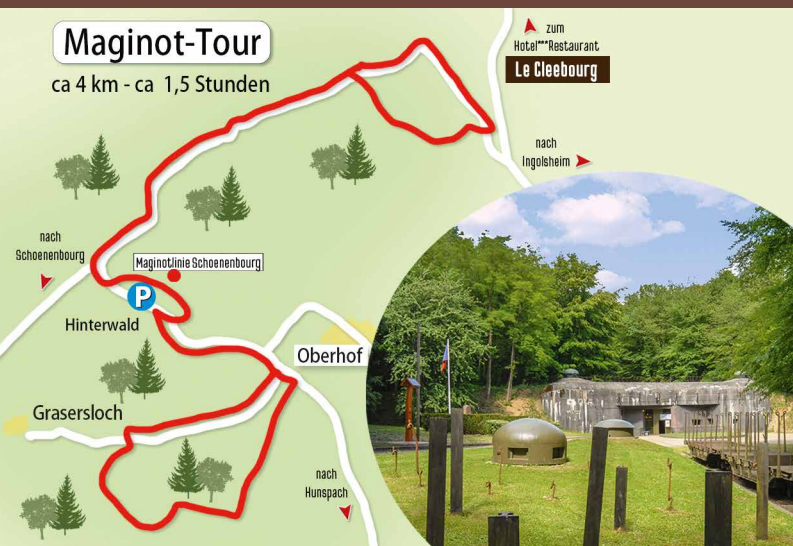 Maginot-Tour
ca 4 km - ca 1,5 Stunden
zum
Hotel***Restaurant
Le Cleebourg
nach
Ingolsheim
nach
Schoenenbourg
Maginotlinie Schoenenbourg
P
Hinterwald
Oberhof
Grasersloch
nach
Hunspach